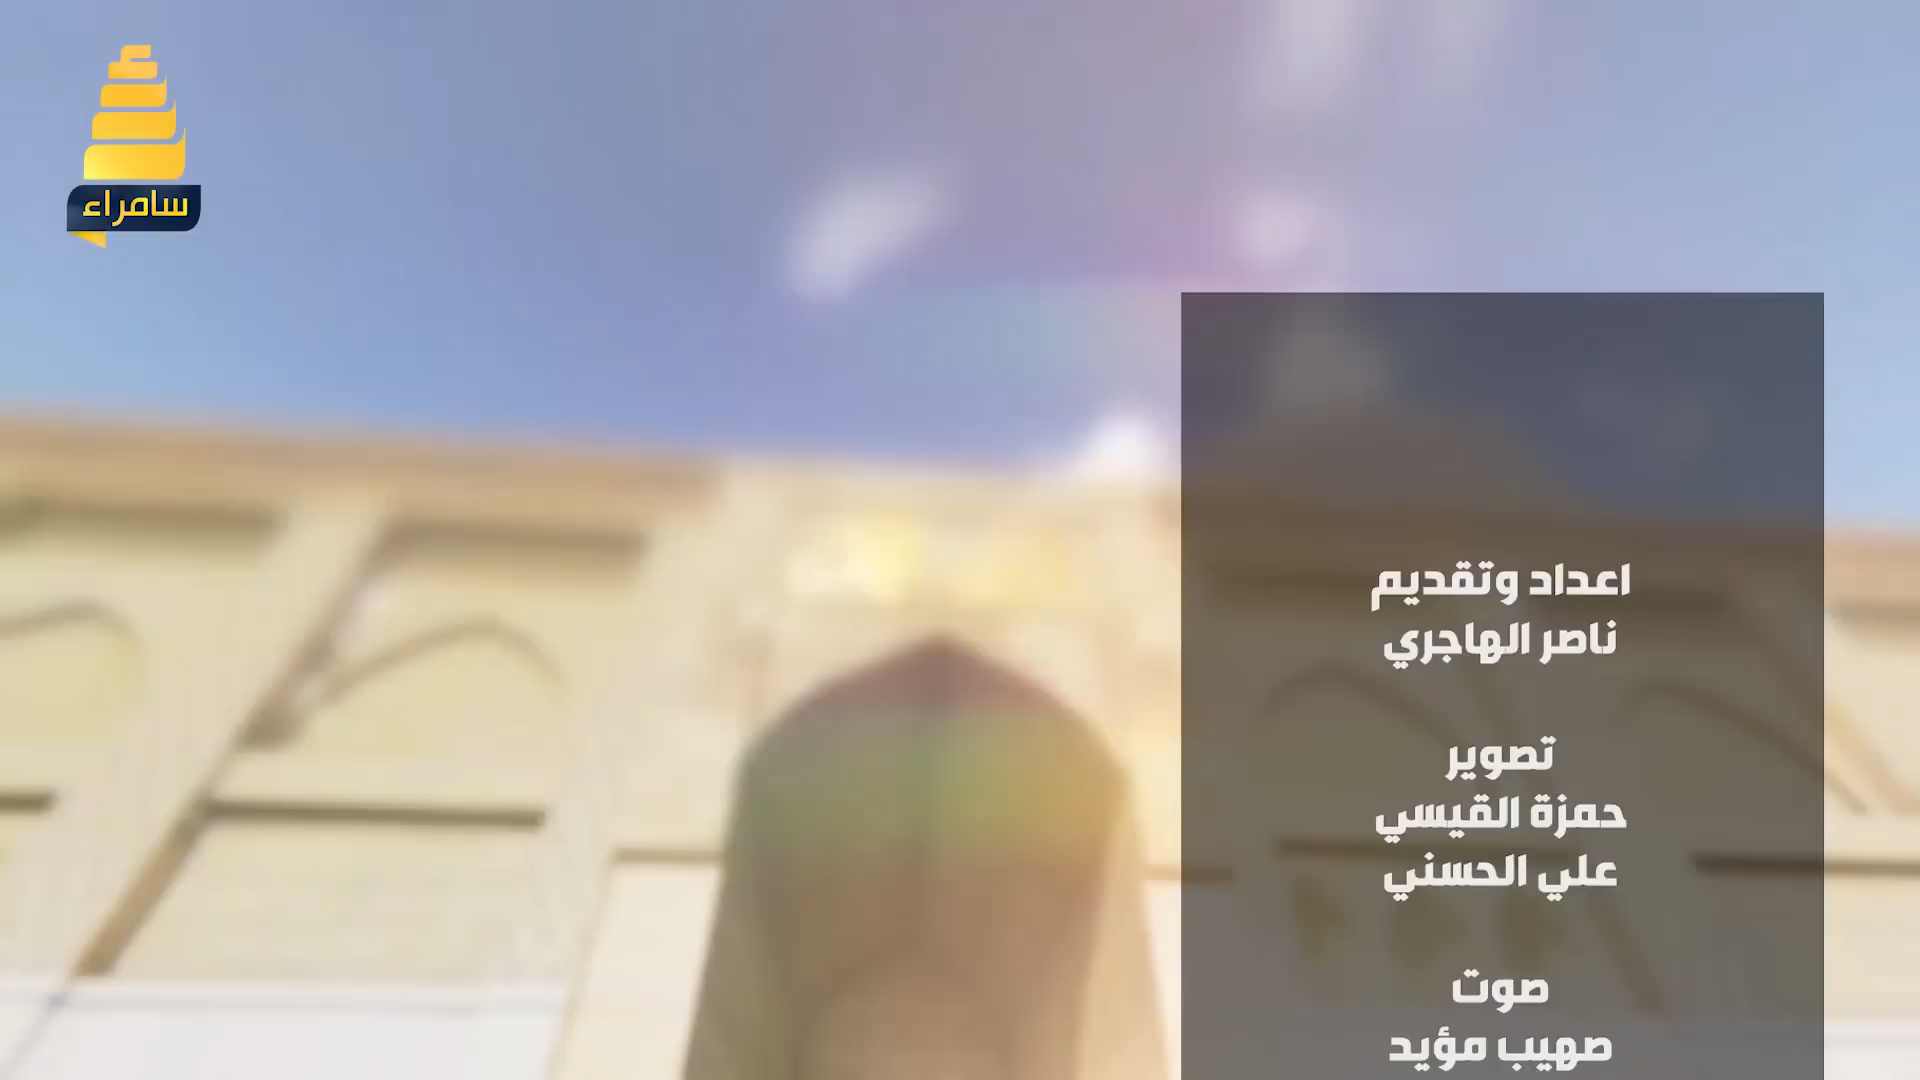 سامراء
اعداد وتقديم
ناصر الهاجري
تصوير
حمزة القيسي
علي الحسني
صوت
صهيب مؤيد